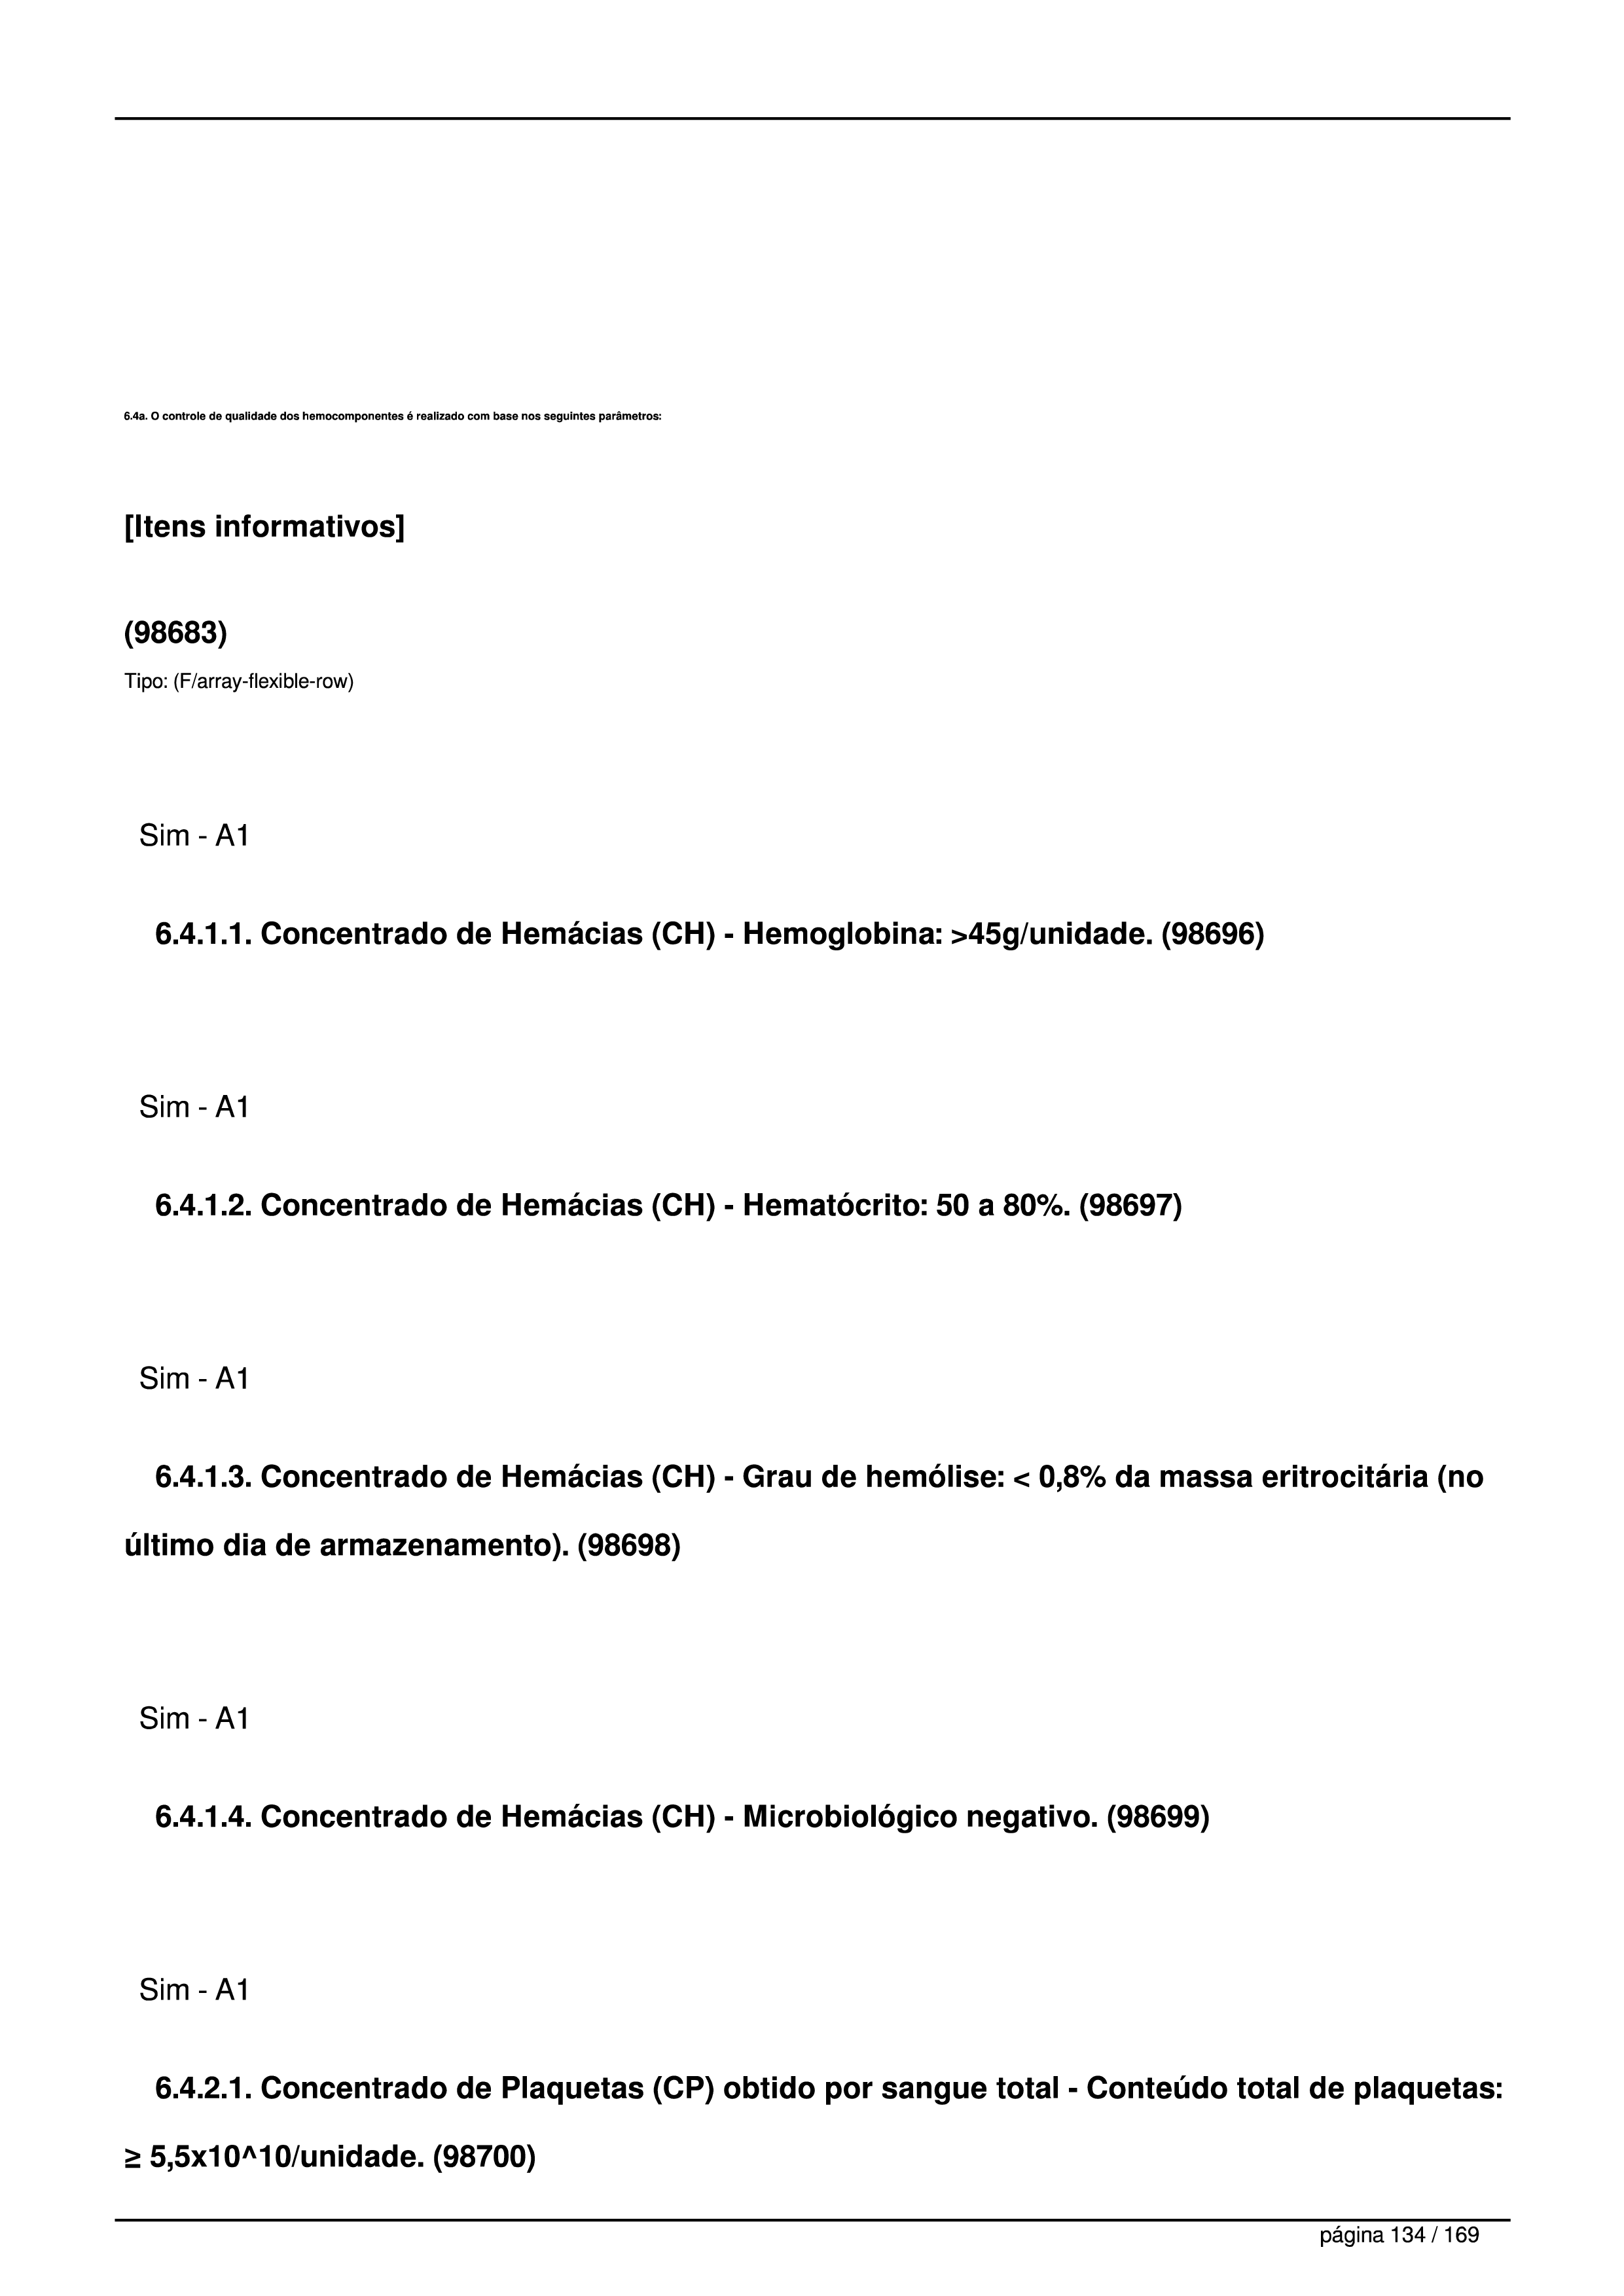 6.4a. O controle de qualidade dos hemocomponentes é realizado com base nos seguintes parâmetros:
[Itens informativos]
(98683)
Tipo: (F/array-flexible-row)
Sim - A1
6.4.1.1. Concentrado de Hemácias (CH) - Hemoglobina: >45g/unidade. (98696)
Sim - A1
6.4.1.2. Concentrado de Hemácias (CH) - Hematócrito: 50 a 80%. (98697)
Sim - A1
6.4.1.3. Concentrado de Hemácias (CH) - Grau de hemólise: < 0,8% da massa eritrocitária (no
último dia de armazenamento). (98698)
Sim - A1
6.4.1.4. Concentrado de Hemácias (CH) - Microbiológico negativo. (98699)
Sim - A1
6.4.2.1. Concentrado de Plaquetas (CP) obtido por sangue total - Conteúdo total de plaquetas:
≥ 5,5x10^10/unidade. (98700)
página 134 / 169